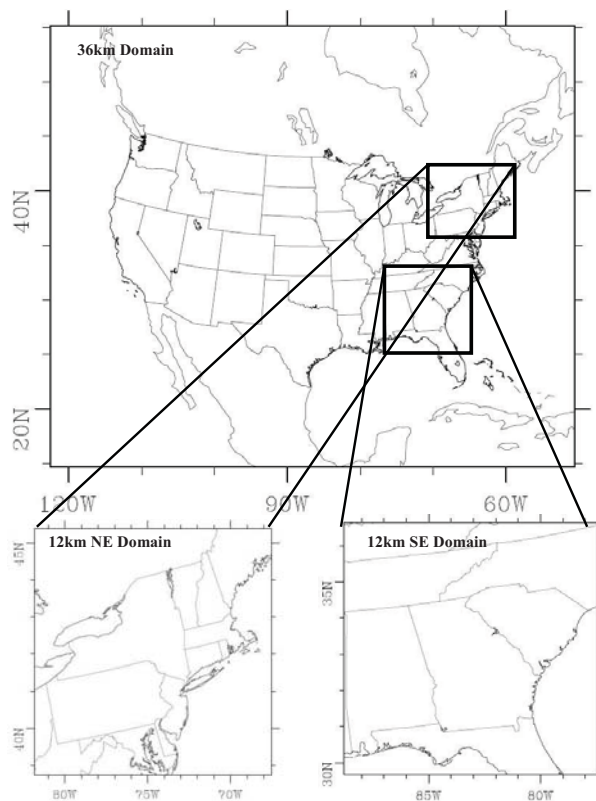 36km Domain
40N
20N
120W 90W 60W
12km NE Domain
45N
40N
80W 75W 70W
12km SE Domain
35N
30N
85W 80W